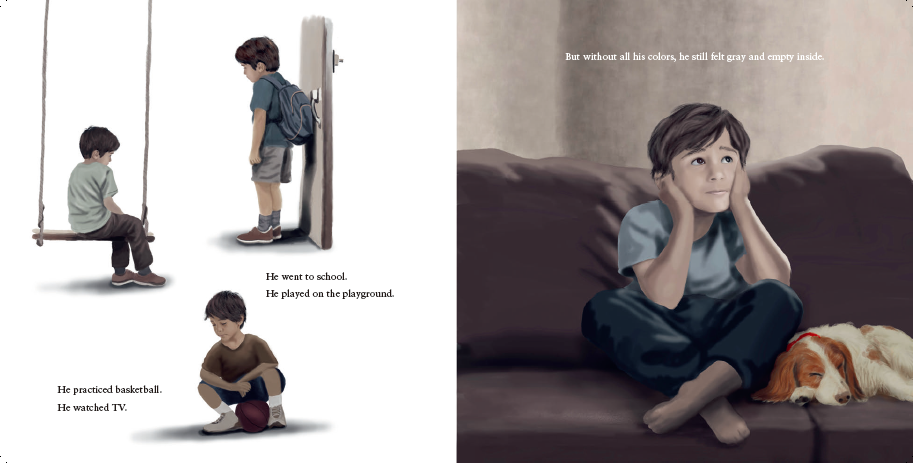 He went to school.
He played on the playground.
He practiced basketball.
He watched TV.
But without all his colors, he still felt gray and empty inside.